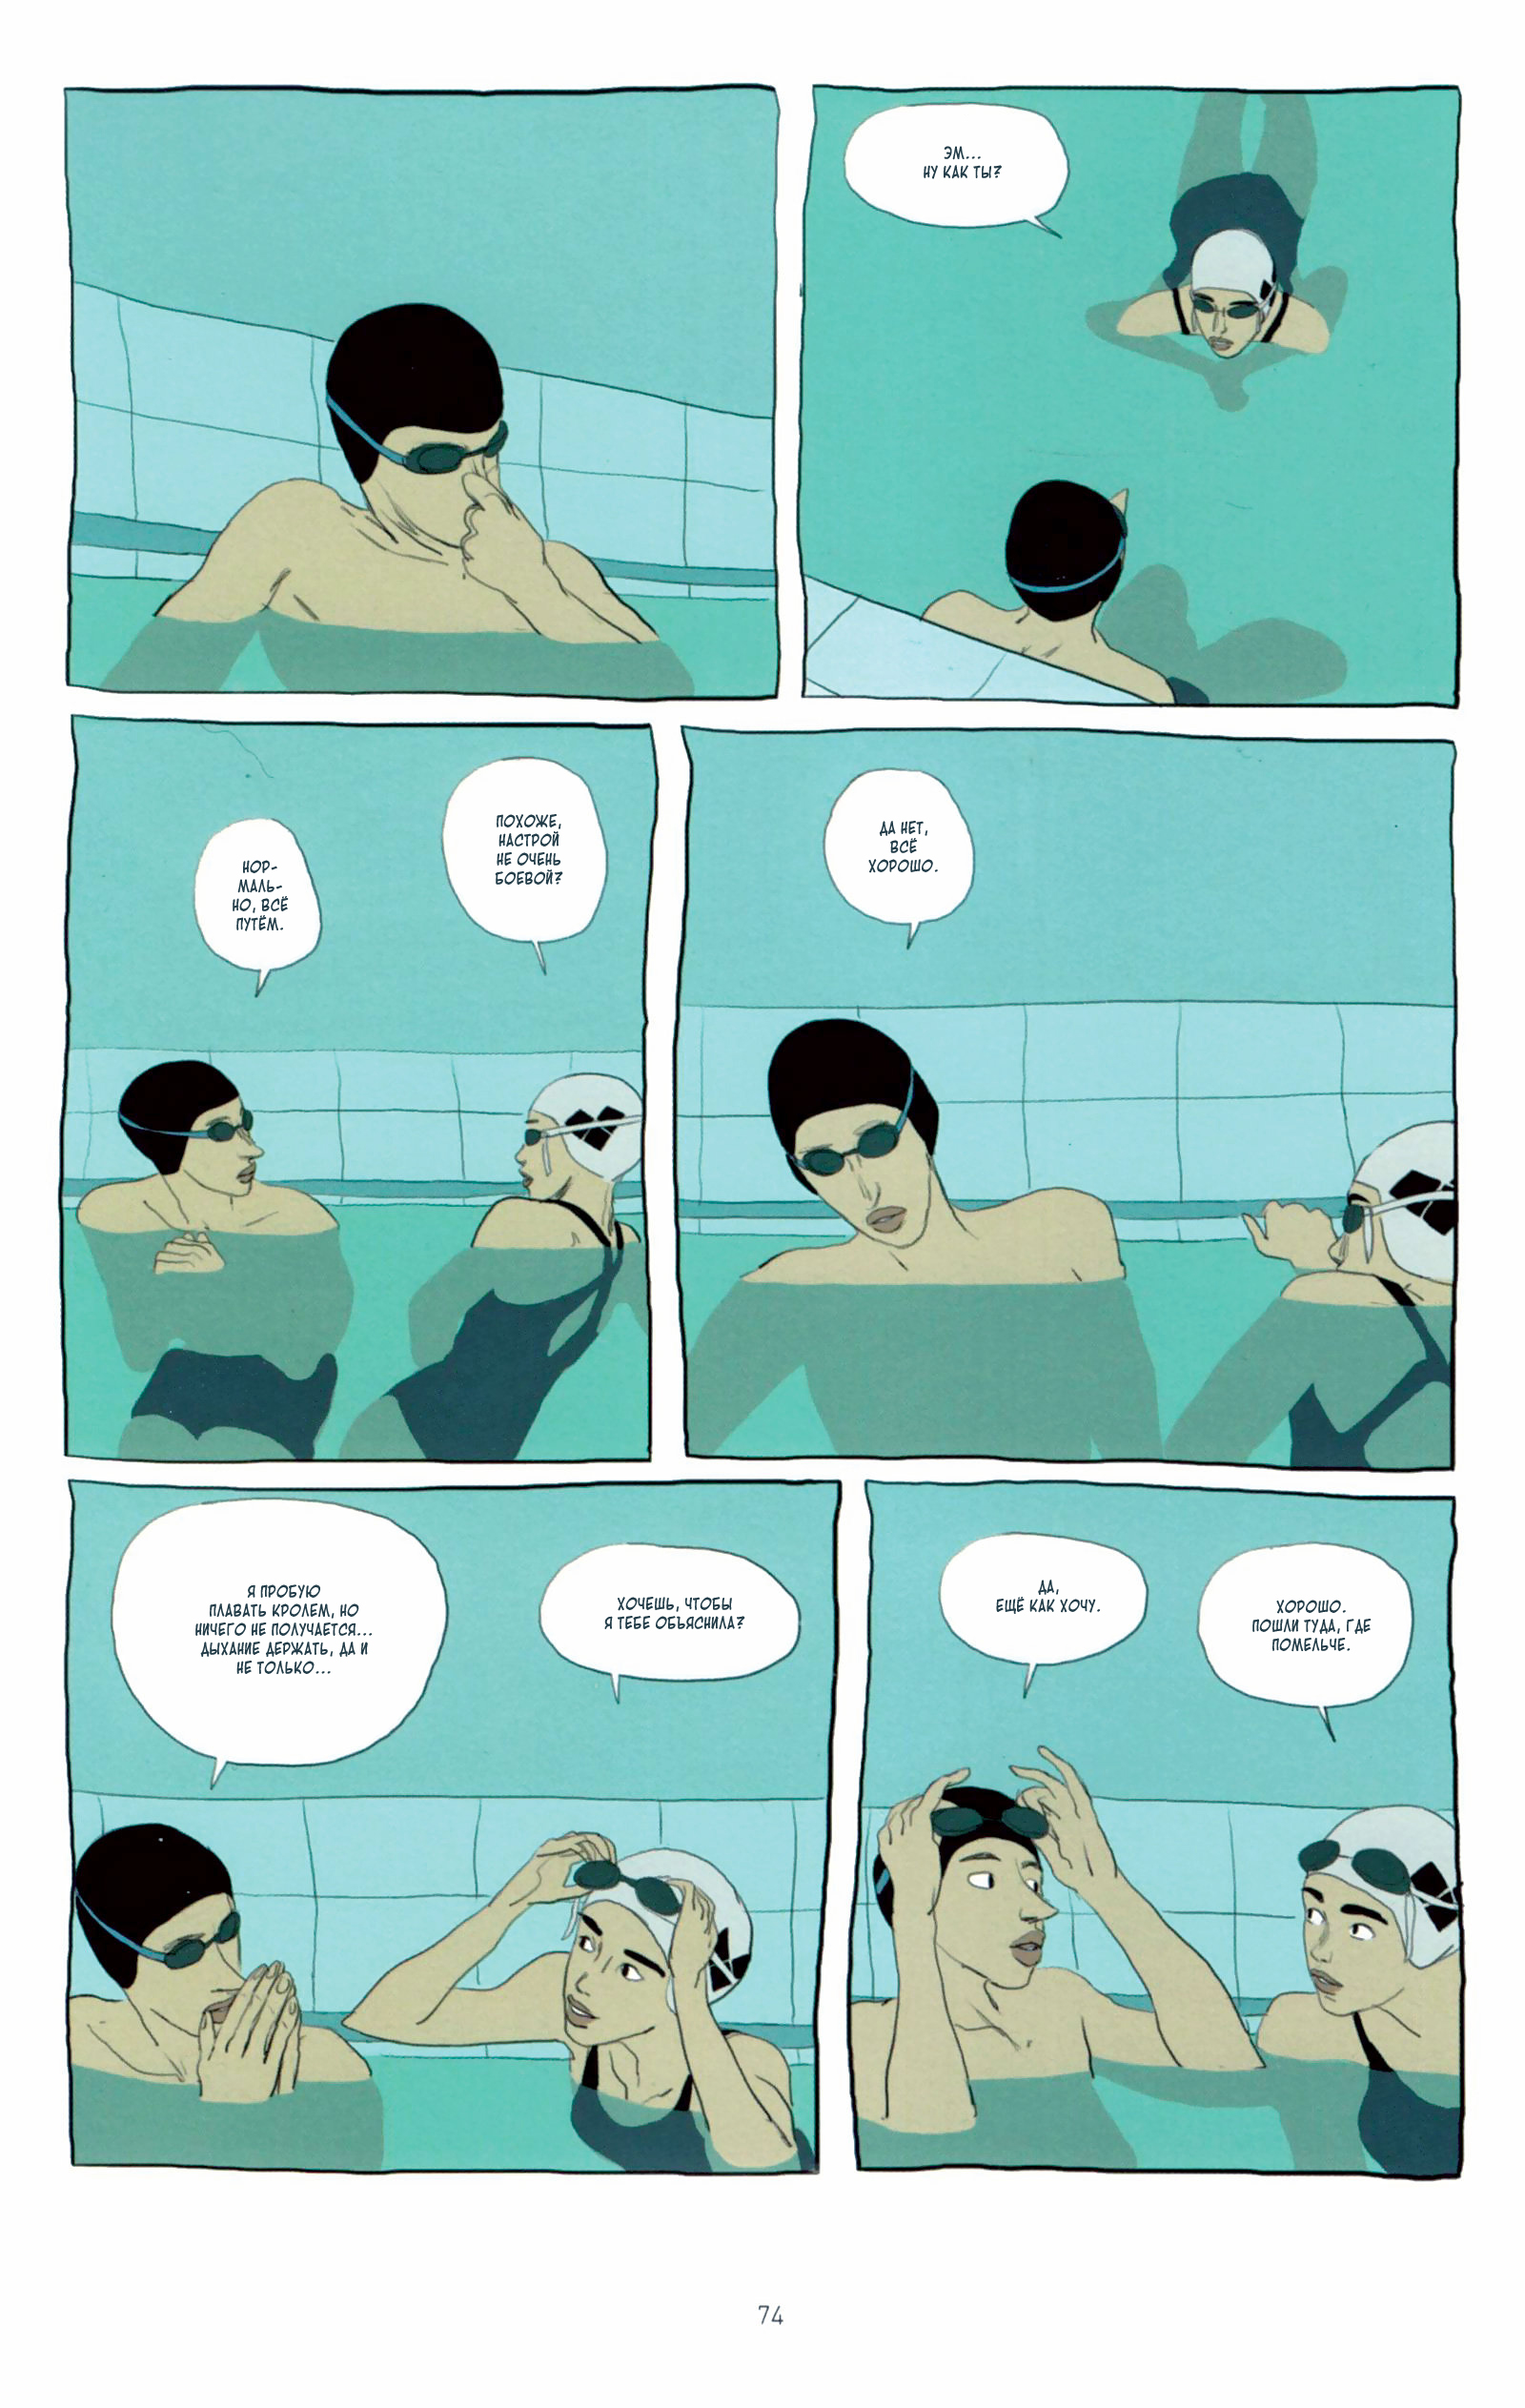 ЭМ...
НУ КАК ТЫ?
НОР-
МАЛЬ-
НО, ВСЁ
ПУТЁМ.
ПОХОЖЕ,
НАСТРОЙ
НЕ ОЧЕНЬ
БОЕВОЙ?
ДА НЕТ,
ВСЁ
ХОРОШО.
Я ПРОБУЮ
ПЛАВАТЬ КРОЛЕМ, НО
НИЧЕГО НЕ ПОЛУЧАЕТСЯ...
ДЫХАНИЕ ДЕРЖАТЬ, ДА И
НЕ ТОЛЬКО...
ХОЧЕШЬ, ЧТОБЫ
Я ТЕБЕ ОБЪЯСНИЛА?
ДА,
ЕЩЁ КАК ХОЧУ.
ХОРОШО.
ПОШЛИ ТУДА, ГДЕ
ПОМЕЛЬЧЕ.
74